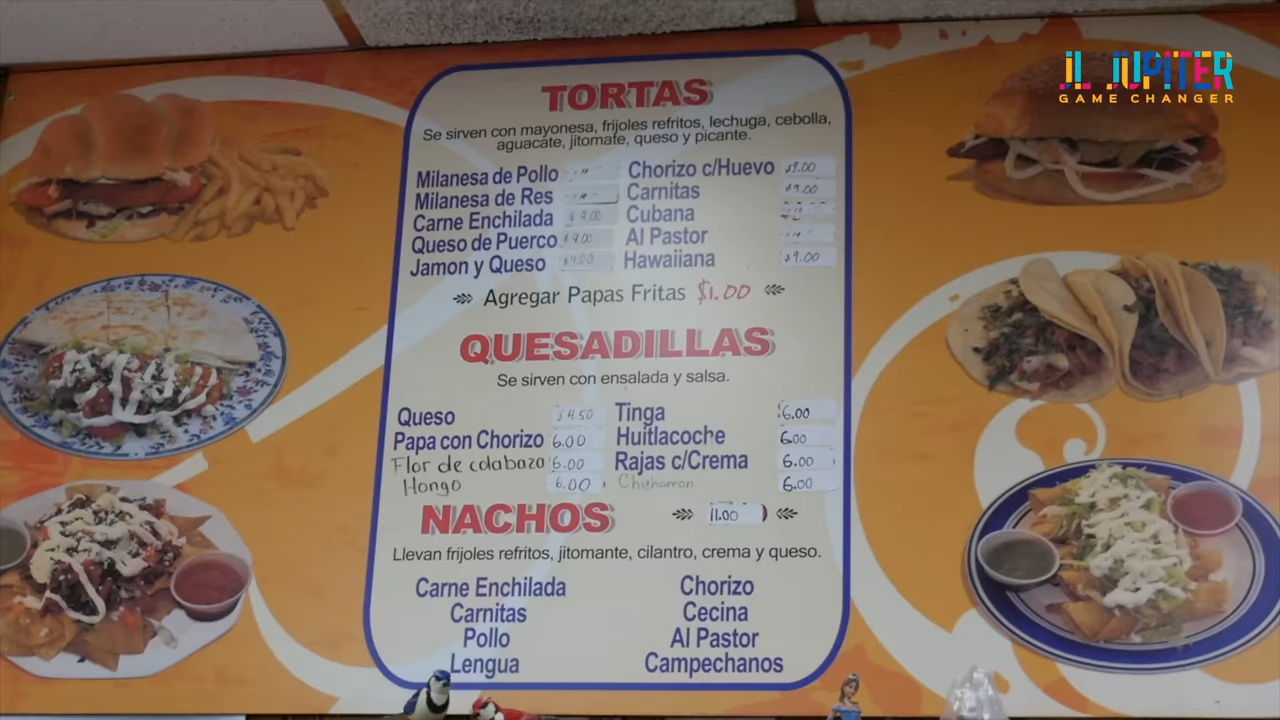 JL JUPITER
GAME CHANGER
TORTAS
Se sirven con mayonesa, frijoles refritos, lechuga, cebolla,
aguacate, jitomate, queso y picante.
Milanesa de Pollo
Milanesa de Res
Carne Enchilada $ 9.00
Queso de Puerco $ 9.00
Jamon y Queso $9.00
Chorizo c/Huevo $9.00
Carnitas $9.00
Cubana
Al Pastor
Hawaiiana $9.00
Agregar Papas Fritas $1.00
QUESADILLAS
Se sirven con ensalada y salsa.
Queso $4.50
Papa con Chorizo 6.00
Flor de calabaza 6.00
Hongo 6.00
Tinga 6.00
Huitlacoche 6.00
Rajas c/Crema 6.00
6.00
NACHOS 11.00
Llevan frijoles refritos, jitomante, cilantro, crema y queso.
Carne Enchilada
Carnitas
Pollo
Lengua
Chorizo
Cecina
Al Pastor
Campechanos